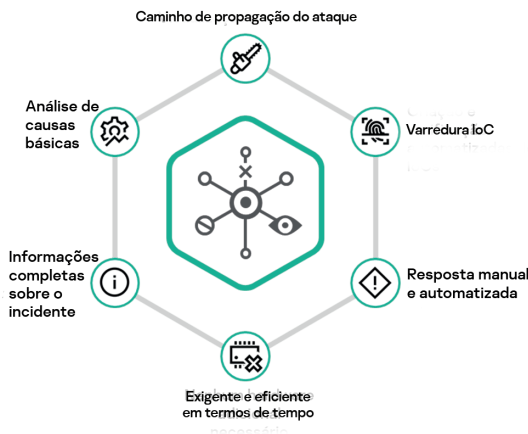 Caminho de propagação do ataque
Análise de
causas
básicas
Varredura IoC
Informações
completas
sobre o
incidente
Resposta manual
e automatizada
Exigente e eficiente
em termos de tempo